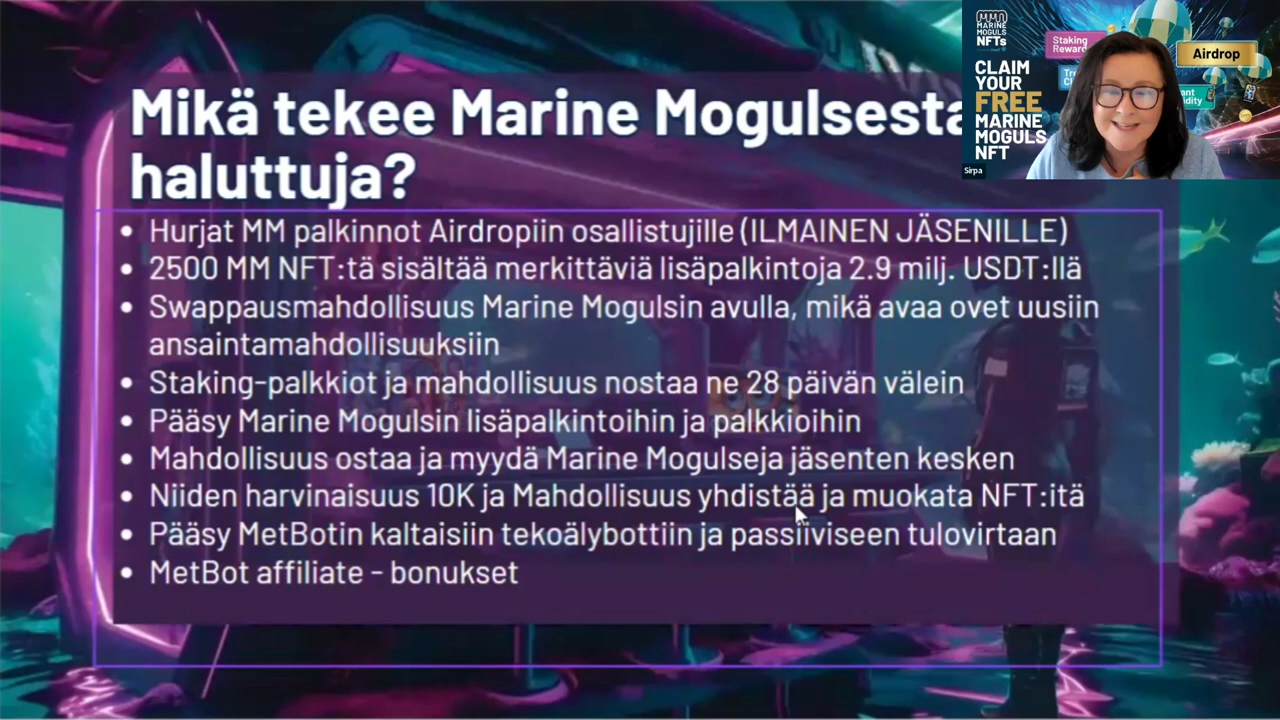 Mikä tekee Marine Mogulsesta
haluttuja?
• Hurjat MM palkinnot Airdropiin osallistujille (ILMAINEN JÄSENILLE)
• 2500 MM NFT:tä sisältää merkittäviä lisäpalkintoja 2.9 milj. USDT:llä
• Swappausmahdollisuus Marine Mogulsin avulla, mikä avaa ovet uusiin
ansaintamahdollisuuksiin
• Staking-palkkiot ja mahdollisuus nostaa ne 28 päivän välein
• Pääsy Marine Mogulsin lisäpalkintoihin ja palkkioihin
• Mahdollisuus ostaa ja myydä Marine Mogulseja jäsenten kesken
• Niiden harvinaisuus 10K ja Mahdollisuus yhdistää ja muokata NFT:itä
• Pääsy MetBotin kaltaisiin tekoälybottiin ja passiiviseen tulovirtaan
• MetBot affiliate - bonukset
MARINE
MOGULS
NFTs
CLAIM
YOUR
FREE
MARINE
MOGULS
NFT
Staking
Airdrop
Sirpa